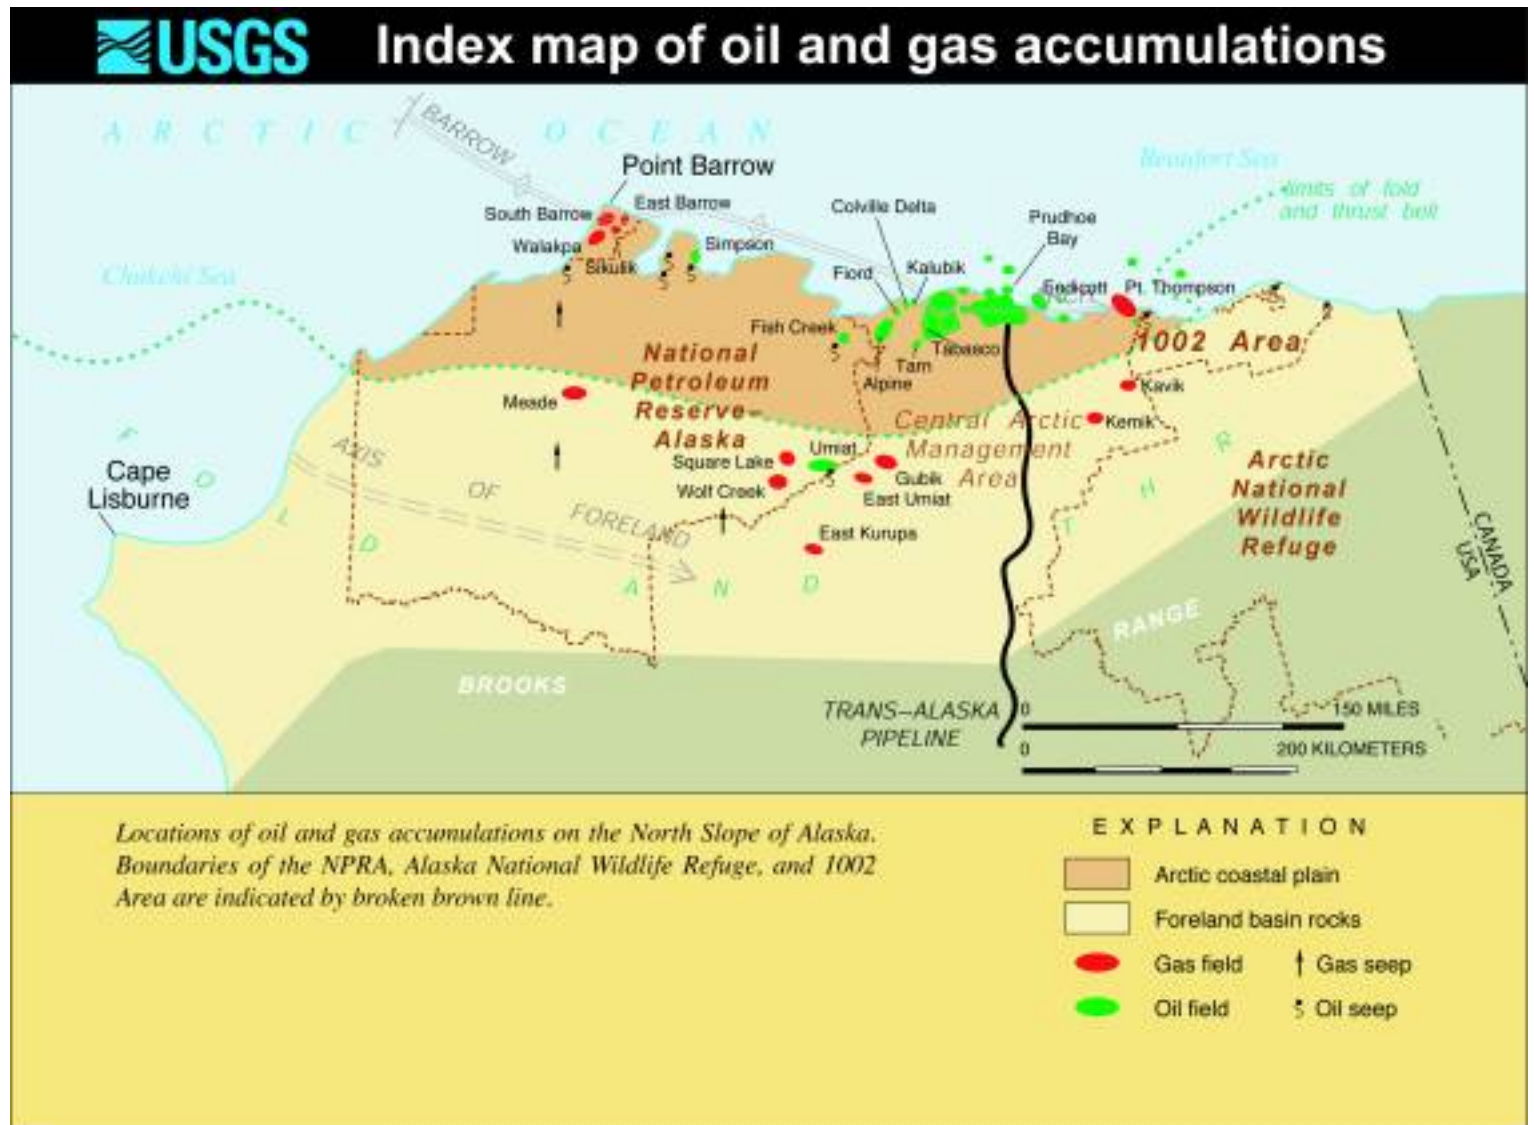 USGS Index map of oil and gas accumulations
ARCTIC OCEAN
BARROW
Beaufort Sea
Point Barrow
limits of fold
and thrust belt
South Barrow
East Barrow
Colville Delta
Prudhoe
Bay
Walakpa
Simpson
Chukchi Sea
Sikulik
Fiord
Kalubik
Endicott
Pt. Thompson
Fish Creek
1002 Area
Tabasco
National
Petroleum
Reserve–
Alaska
Tarn
Alpine
Kavik
Meade
Central Arctic
Management
Area
Kemik
AXIS
OF
FORELAND
Umiat
Square Lake
Wolf Creek
Gubik
East Umiat
Cape
Lisburne
Arctic
National
Wildlife
Refuge
East Kurupa
FOLD
AND
THR
CANADA
USA
BROOKS
RANGE
TRANS–ALASKA
PIPELINE
0 150 MILES
0 200 KILOMETERS
Locations of oil and gas accumulations on the North Slope of Alaska.
Boundaries of the NPRA, Alaska National Wildlife Refuge, and 1002
Area are indicated by broken brown line.
EXPLANATION
Arctic coastal plain
Foreland basin rocks
Gas field
Gas seep
Oil field
Oil seep